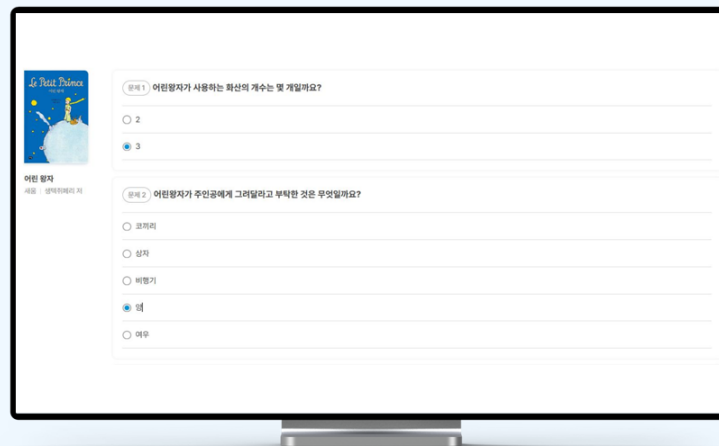 Le Petit Prince
어린 왕자
어린 왕자
새움 | 생텍쥐페리 저
문제 1 어린왕자가 사용하는 화산의 개수는 몇 개일까요?
2
3
문제 2 어린왕자가 주인공에게 그려달라고 부탁한 것은 무엇일까요?
코끼리
상자
비행기
양
여우